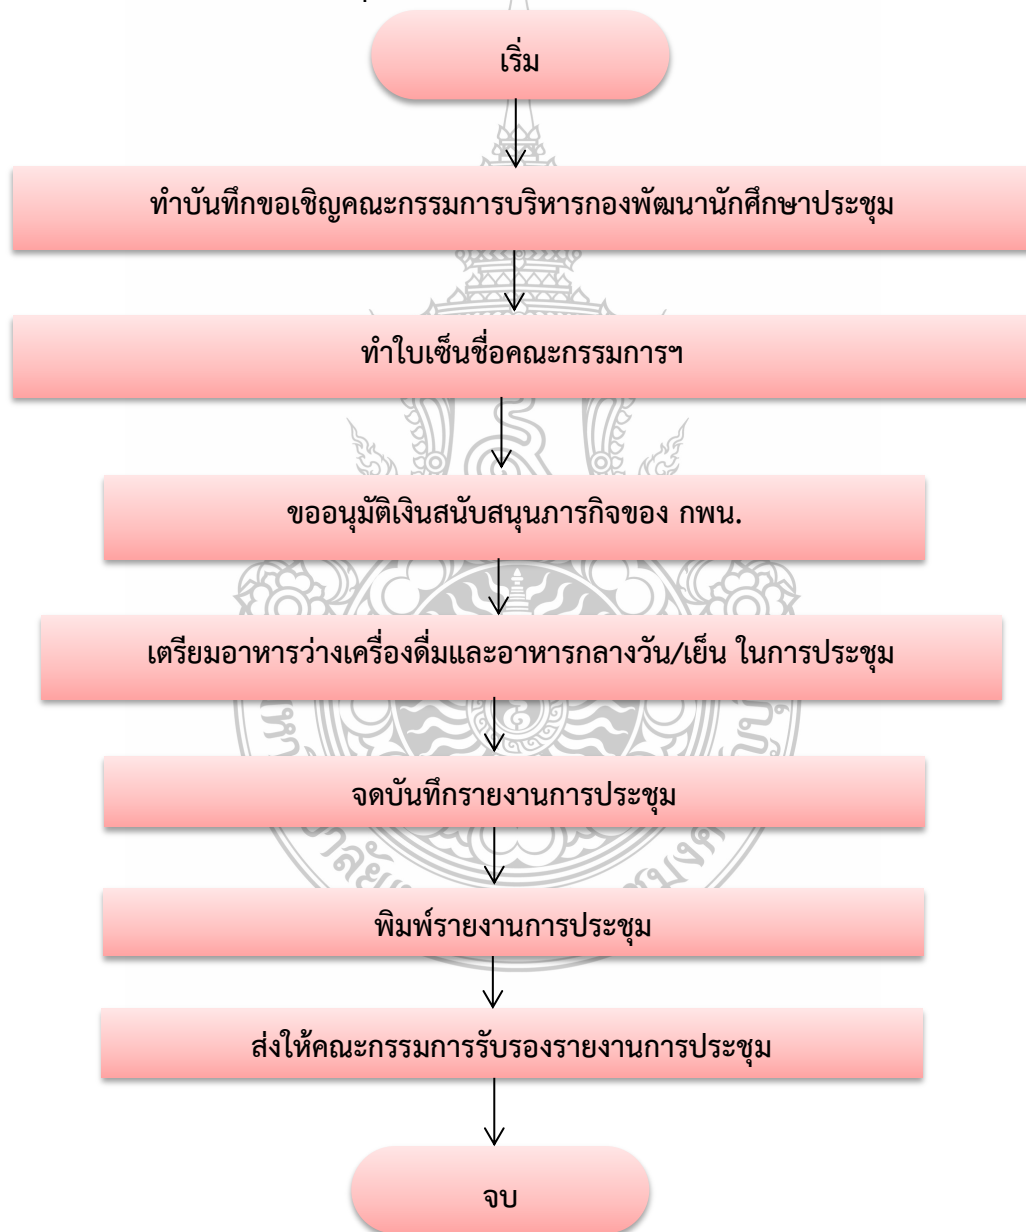 เริ่ม
ทำบันทึกขอเชิญคณะกรรมการบริหารกองพัฒนานักศึกษาประชุม
ทำใบเซ็นชื่อคณะกรรมการฯ
ขออนุมัติเงินสนับสนุนภารกิจของ กพน.
เตรียมอาหารว่างเครื่องดื่มและอาหารกลางวัน/เย็น ในการประชุม
จดบันทึกรายงานการประชุม
พิมพ์รายงานการประชุม
ส่งให้คณะกรรมการรับรองรายงานการประชุม
จบ